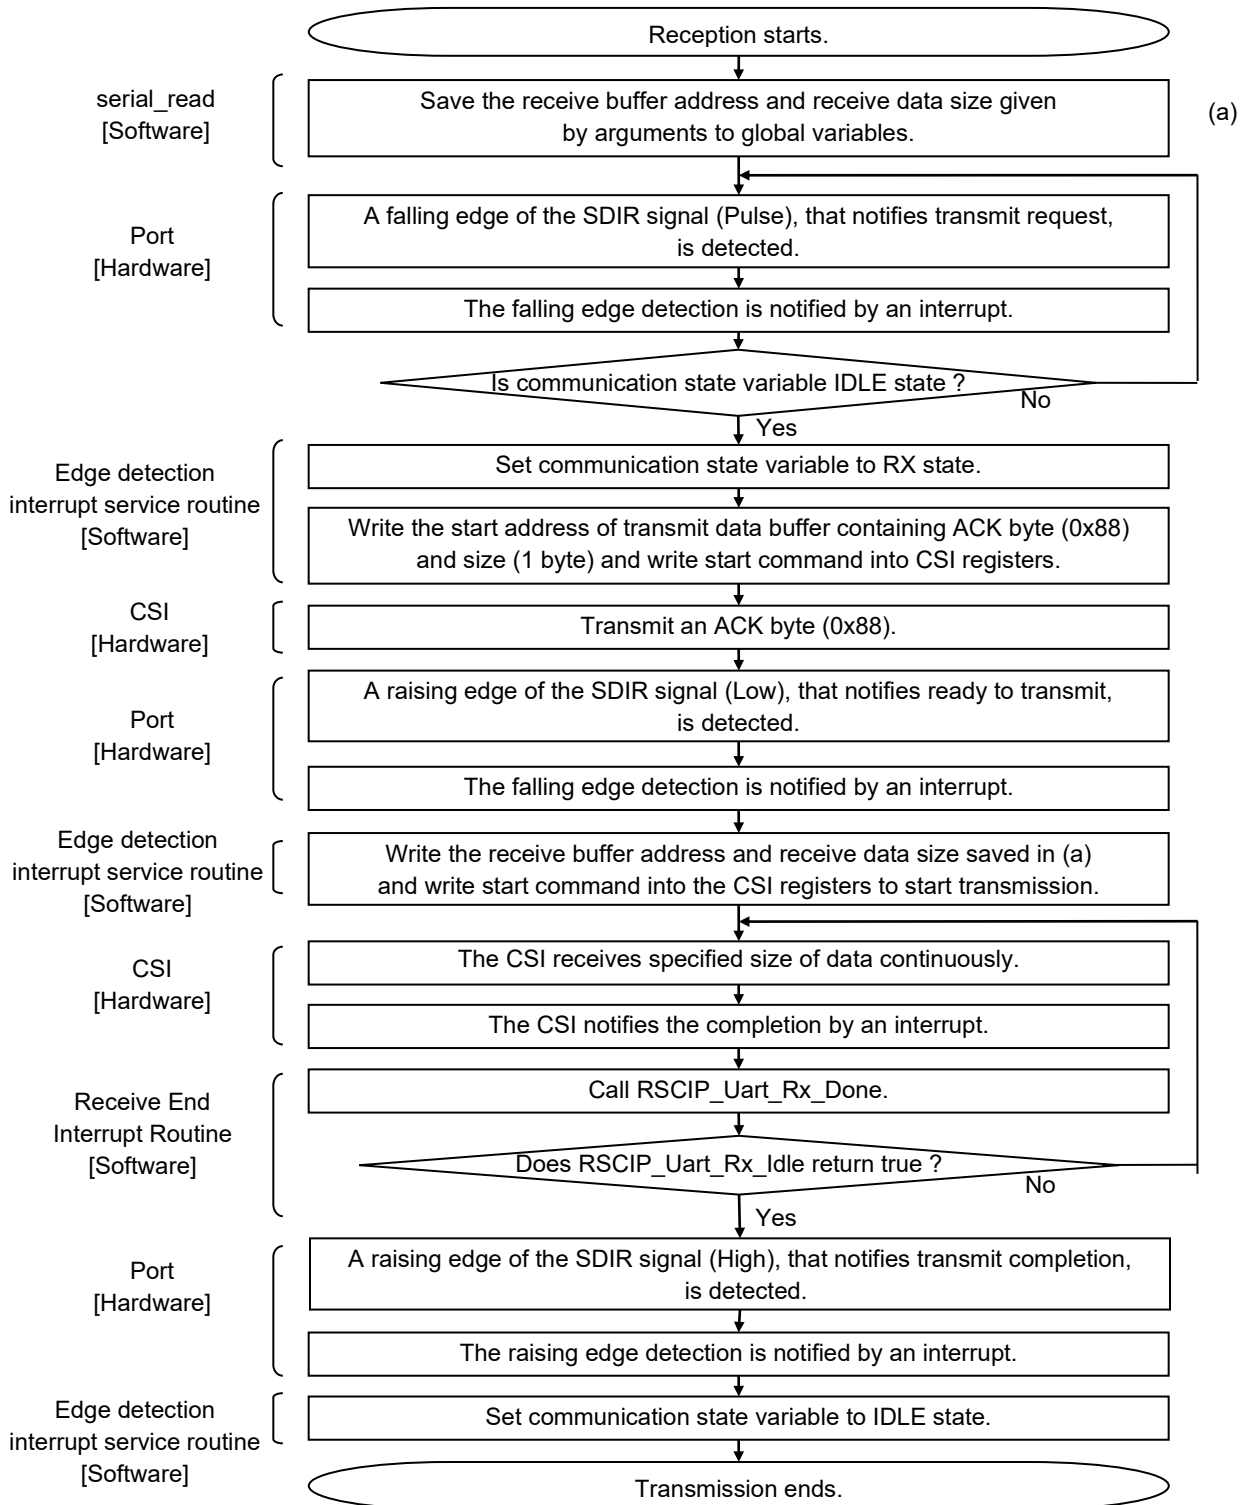 Reception starts.
serial_read
[Software]
Save the receive buffer address and receive data size given
by arguments to global variables.
(a)
Port
[Hardware]
A falling edge of the SDIR signal (Pulse), that notifies transmit request,
is detected.
The falling edge detection is notified by an interrupt.
Is communication state variable IDLE state ?
No
Yes
Edge detection
interrupt service routine
[Software]
Set communication state variable to RX state.
Write the start address of transmit data buffer containing ACK byte (0x88)
and size (1 byte) and write start command into CSI registers.
CSI
[Hardware]
Transmit an ACK byte (0x88).
Port
[Hardware]
A raising edge of the SDIR signal (Low), that notifies ready to transmit,
is detected.
The falling edge detection is notified by an interrupt.
Edge detection
interrupt service routine
[Software]
Write the receive buffer address and receive data size saved in (a)
and write start command into the CSI registers to start transmission.
CSI
[Hardware]
The CSI receives specified size of data continuously.
The CSI notifies the completion by an interrupt.
Receive End
Interrupt Routine
[Software]
Call RSCIP_Uart_Rx_Done.
Does RSCIP_Uart_Rx_Idle return true ?
No
Yes
Port
[Hardware]
A raising edge of the SDIR signal (High), that notifies transmit completion,
is detected.
The raising edge detection is notified by an interrupt.
Edge detection
interrupt service routine
[Software]
Set communication state variable to IDLE state.
Transmission ends.